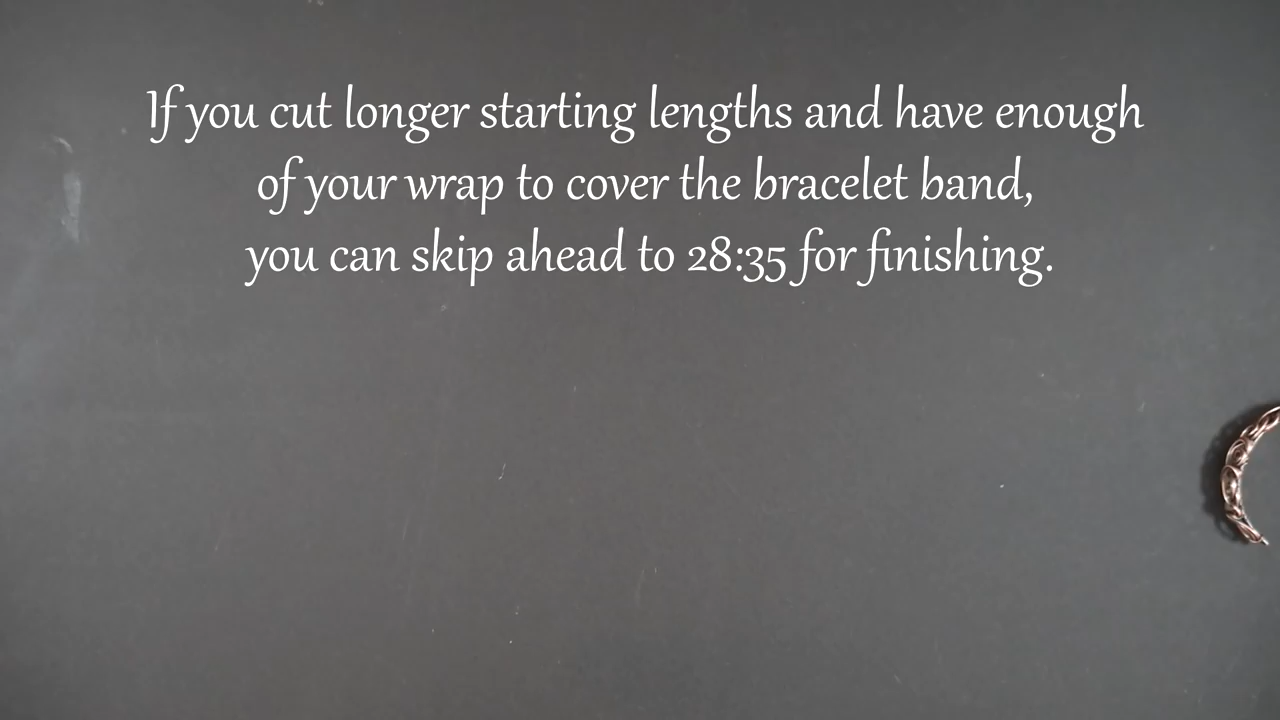 If you cut longer starting lengths and have enough
of your wrap to cover the bracelet band,
you can skip ahead to 28:35 for finishing.